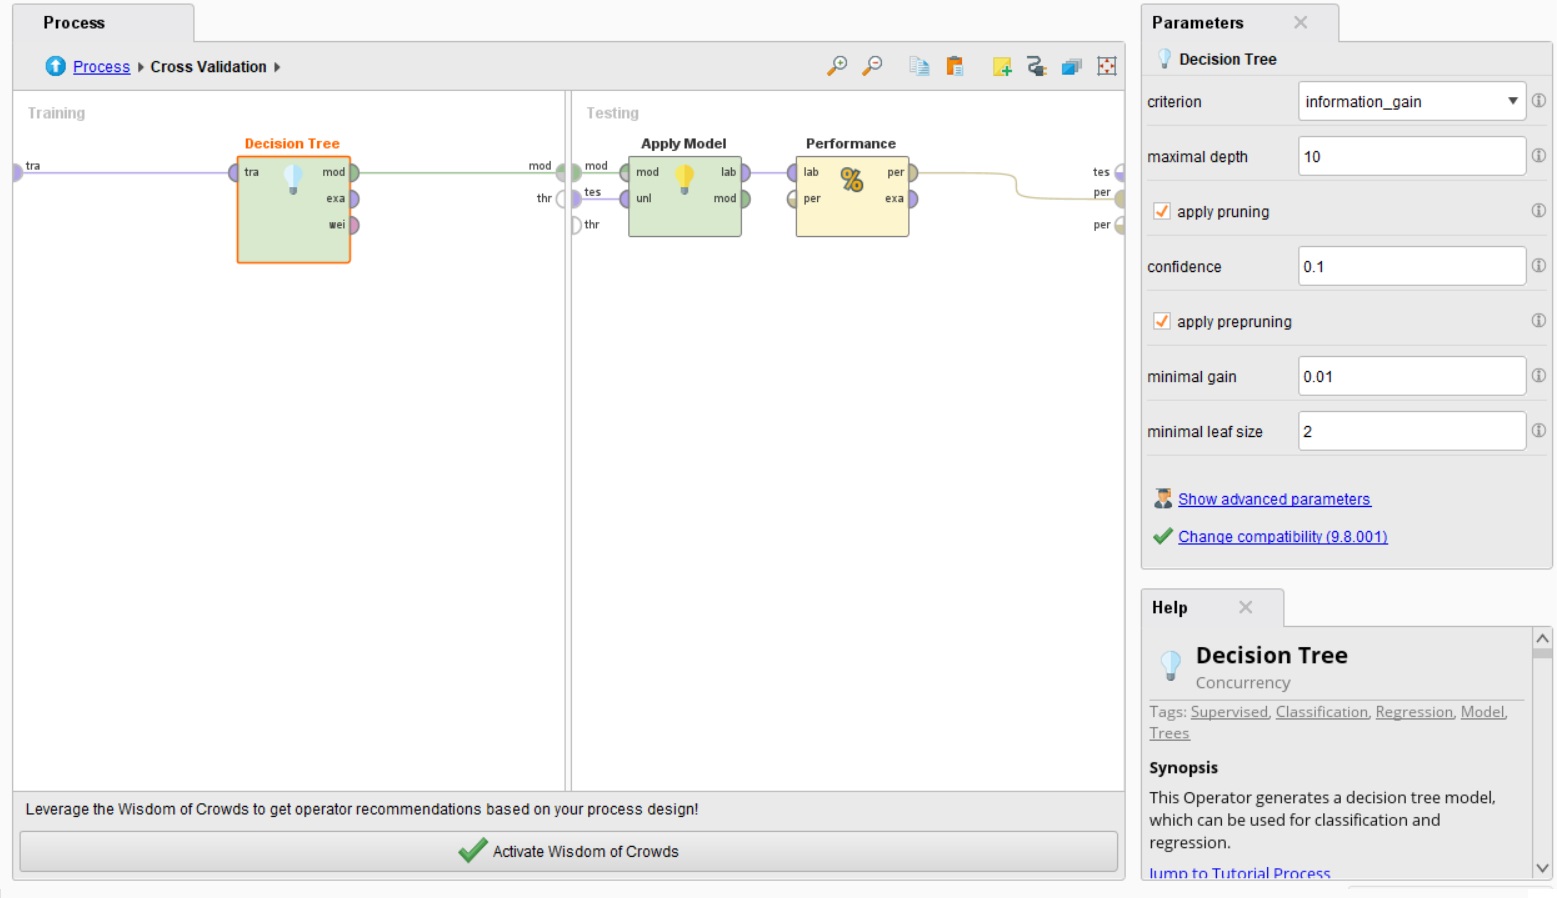 Process
Process Cross Validation
Training
Testing
Decision Tree
Apply Model
Performance
tra
tra
mod
mod
mod
mod
lab
lab
per
tes
exa
thr
tes
unl
mod
per
exa
per
wei
thr
per
Leverage the Wisdom of Crowds to get operator recommendations based on your process design!
Activate Wisdom of Crowds
Parameters
Decision Tree
criterion information_gain
maximal depth 10
apply pruning
confidence 0.1
apply prepruning
minimal gain 0.01
minimal leaf size 2
Show advanced parameters
Change compatibility (9.8.001)
Help
Decision Tree
Concurrency
Tags: Supervised, Classification, Regression, Model,
Trees
Synopsis
This Operator generates a decision tree model,
which can be used for classification and
regression.
Jump to Tutorial Process